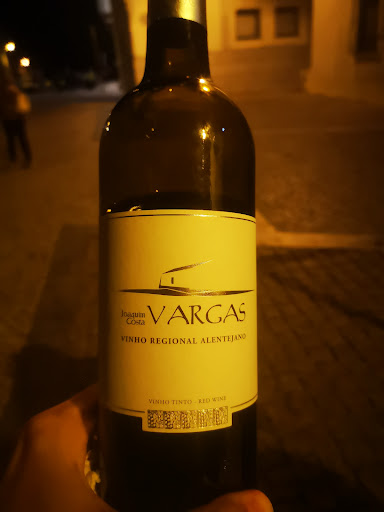 Joaquim
Costa
VARGAS
VINHO REGIONAL ALENTEJANO
VINHO TINTO - RED WINE